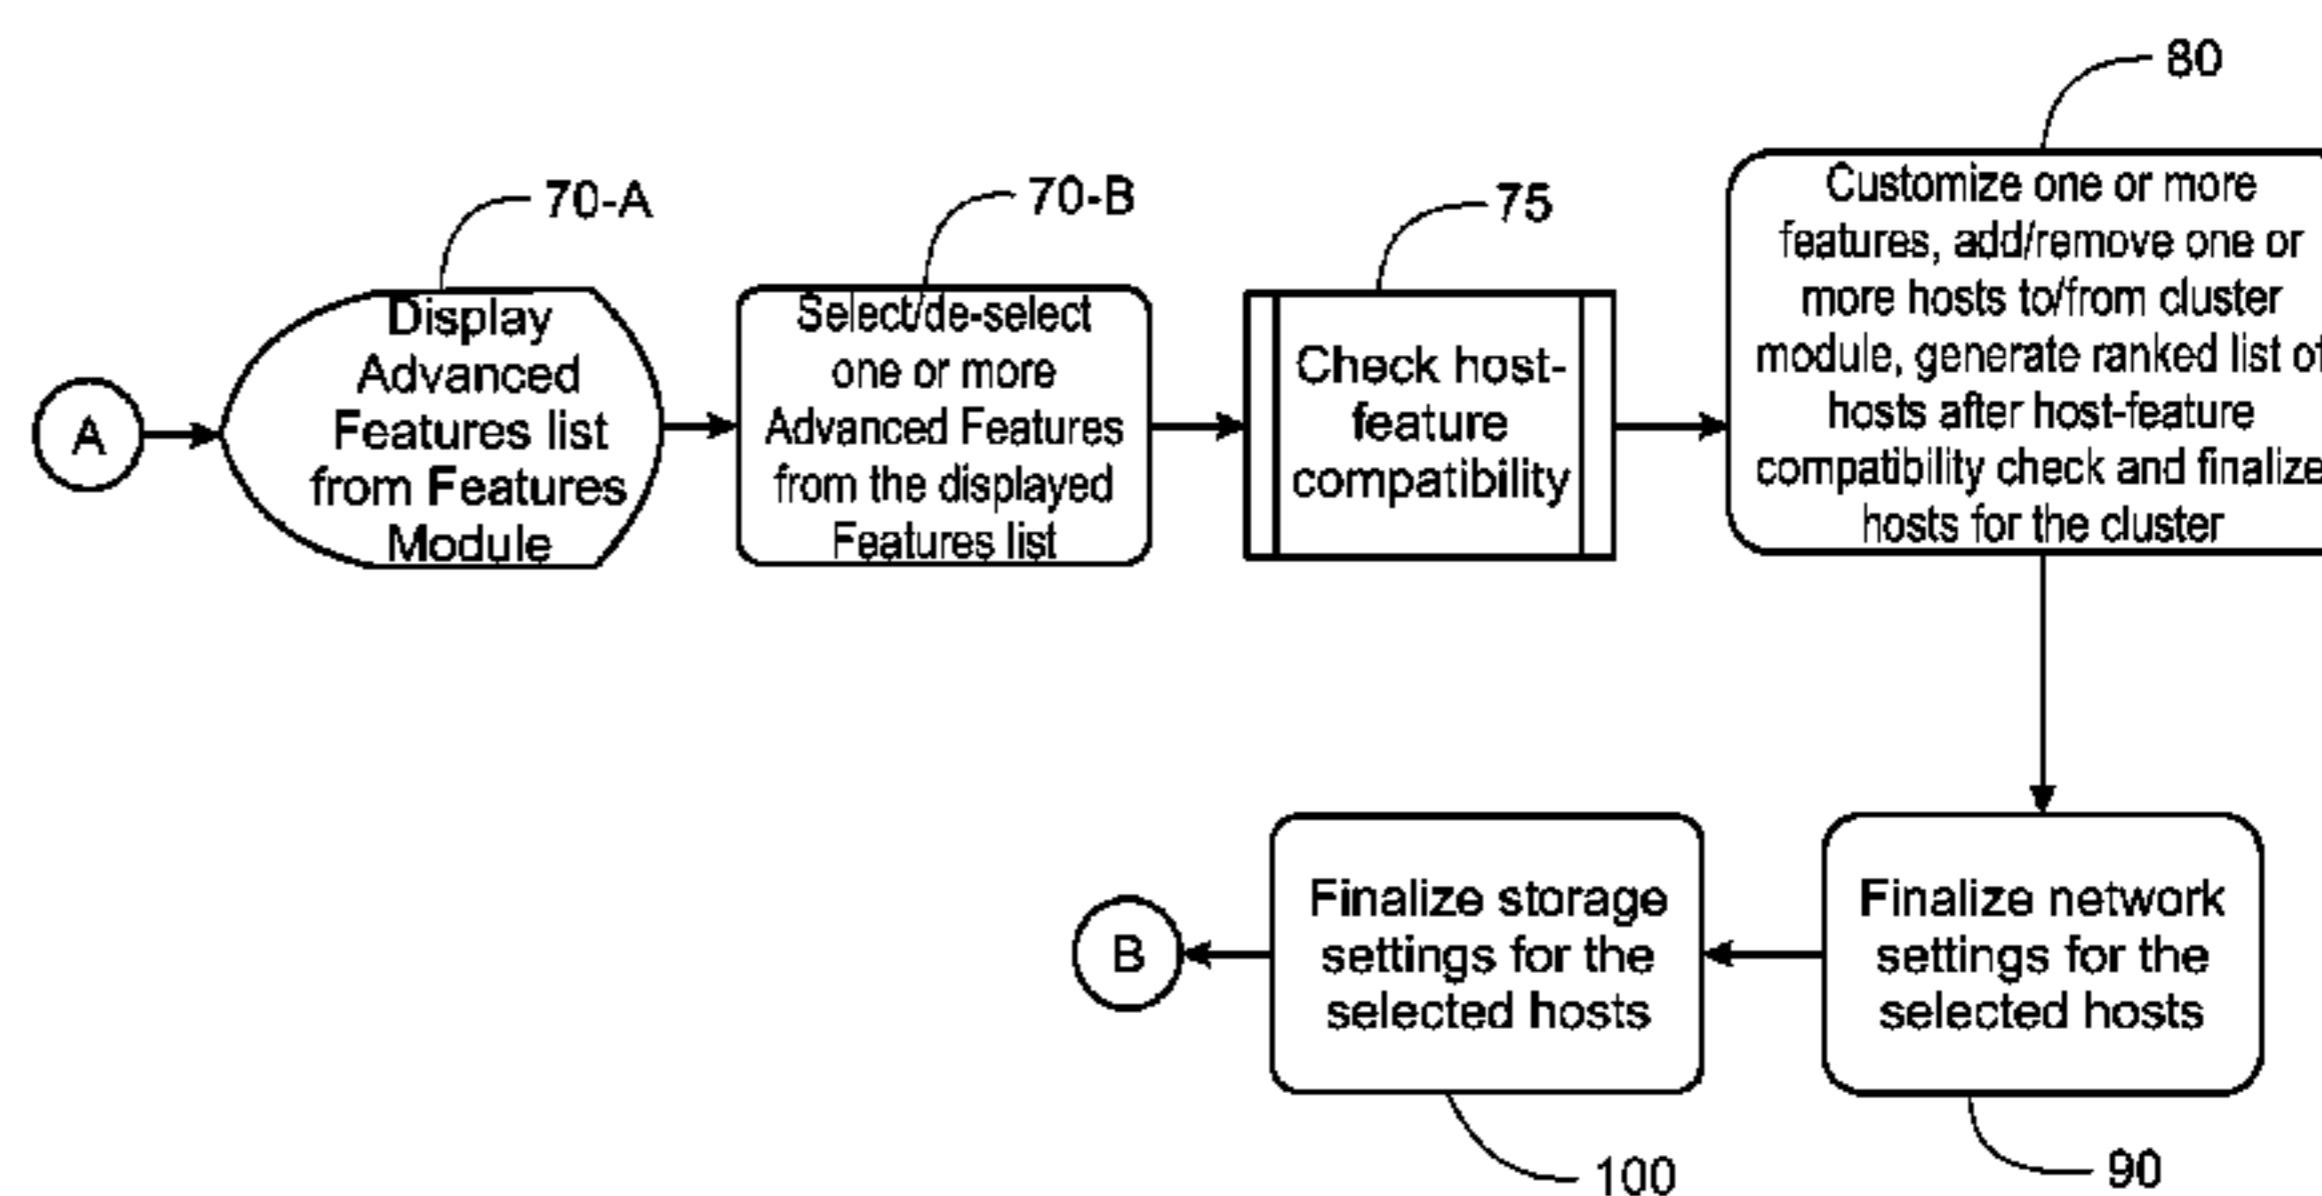 80
70-A
70-B
75
A
Display
Advanced
Features list
from Features
Module
Select/de-select
one or more
Advanced Features
from the displayed
Features list
Check host-
feature
compatibility
Customize one or more
features, add/remove one or
more hosts to/from cluster
module, generate ranked list of
hosts after host-feature
compatibility check and finalize
hosts for the cluster
B
Finalize storage
settings for the
selected hosts
Finalize network
settings for the
selected hosts
100
90